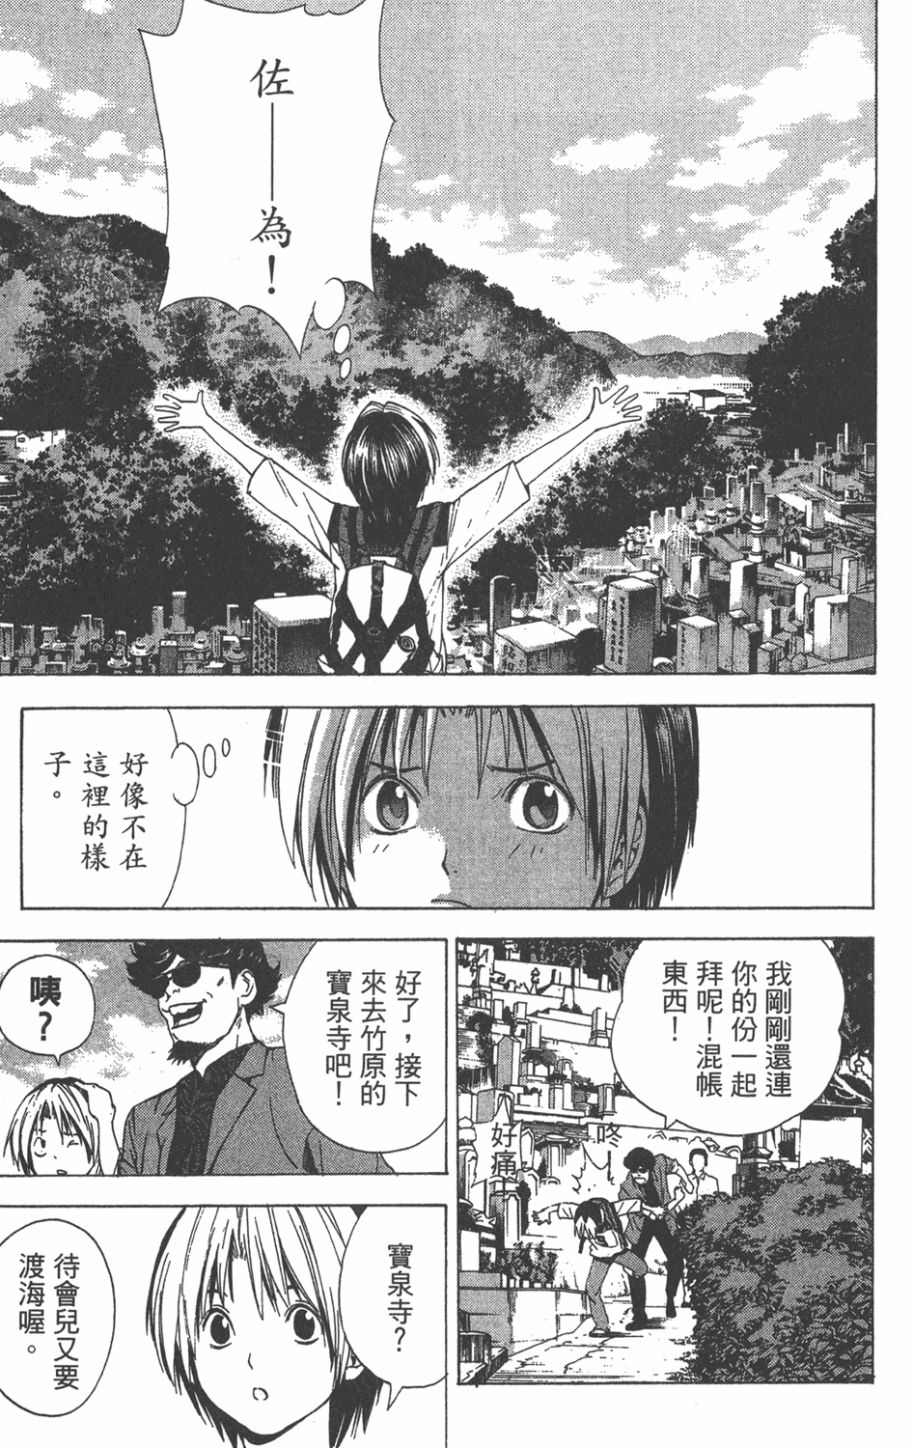 佐——為！
好像不在
這裡的樣
子。
我剛剛還連
你的份一起
拜呢！混帳
東西！
咚！
好痛
好了，接下
來去竹原的
寶泉寺吧！
咦？
寶泉寺？
待會兒又要
渡海喔。